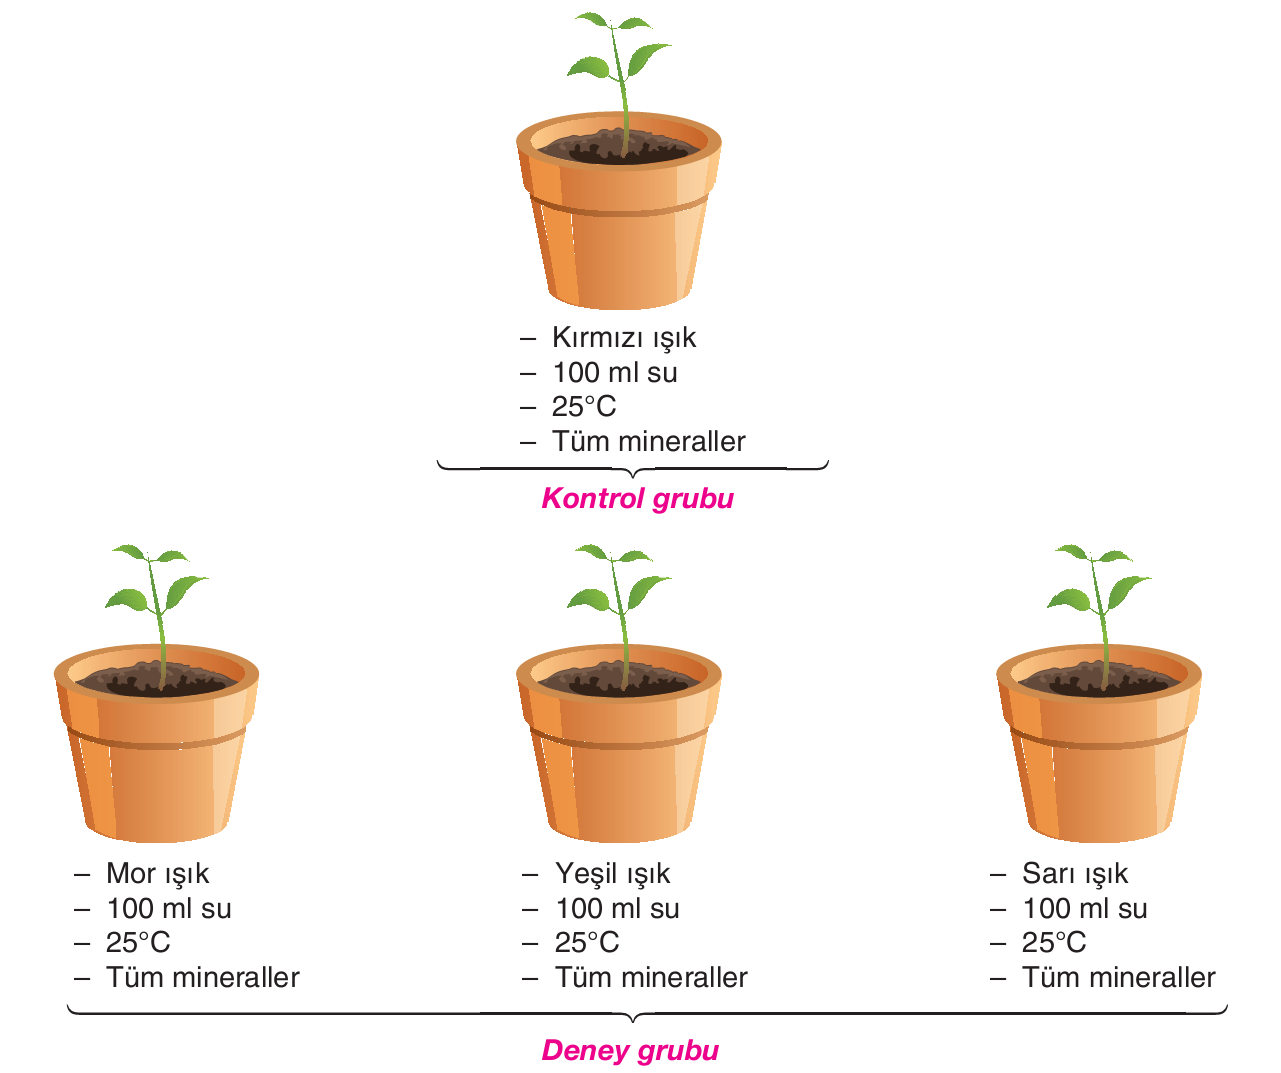 – Kırmızı ışık
– 100 ml su
– 25°C
– Tüm mineraller
Kontrol grubu
– Mor ışık
– 100 ml su
– 25°C
– Tüm mineraller
– Yeşil ışık
– 100 ml su
– 25°C
– Tüm mineraller
– Sarı ışık
– 100 ml su
– 25°C
– Tüm mineraller
Deney grubu